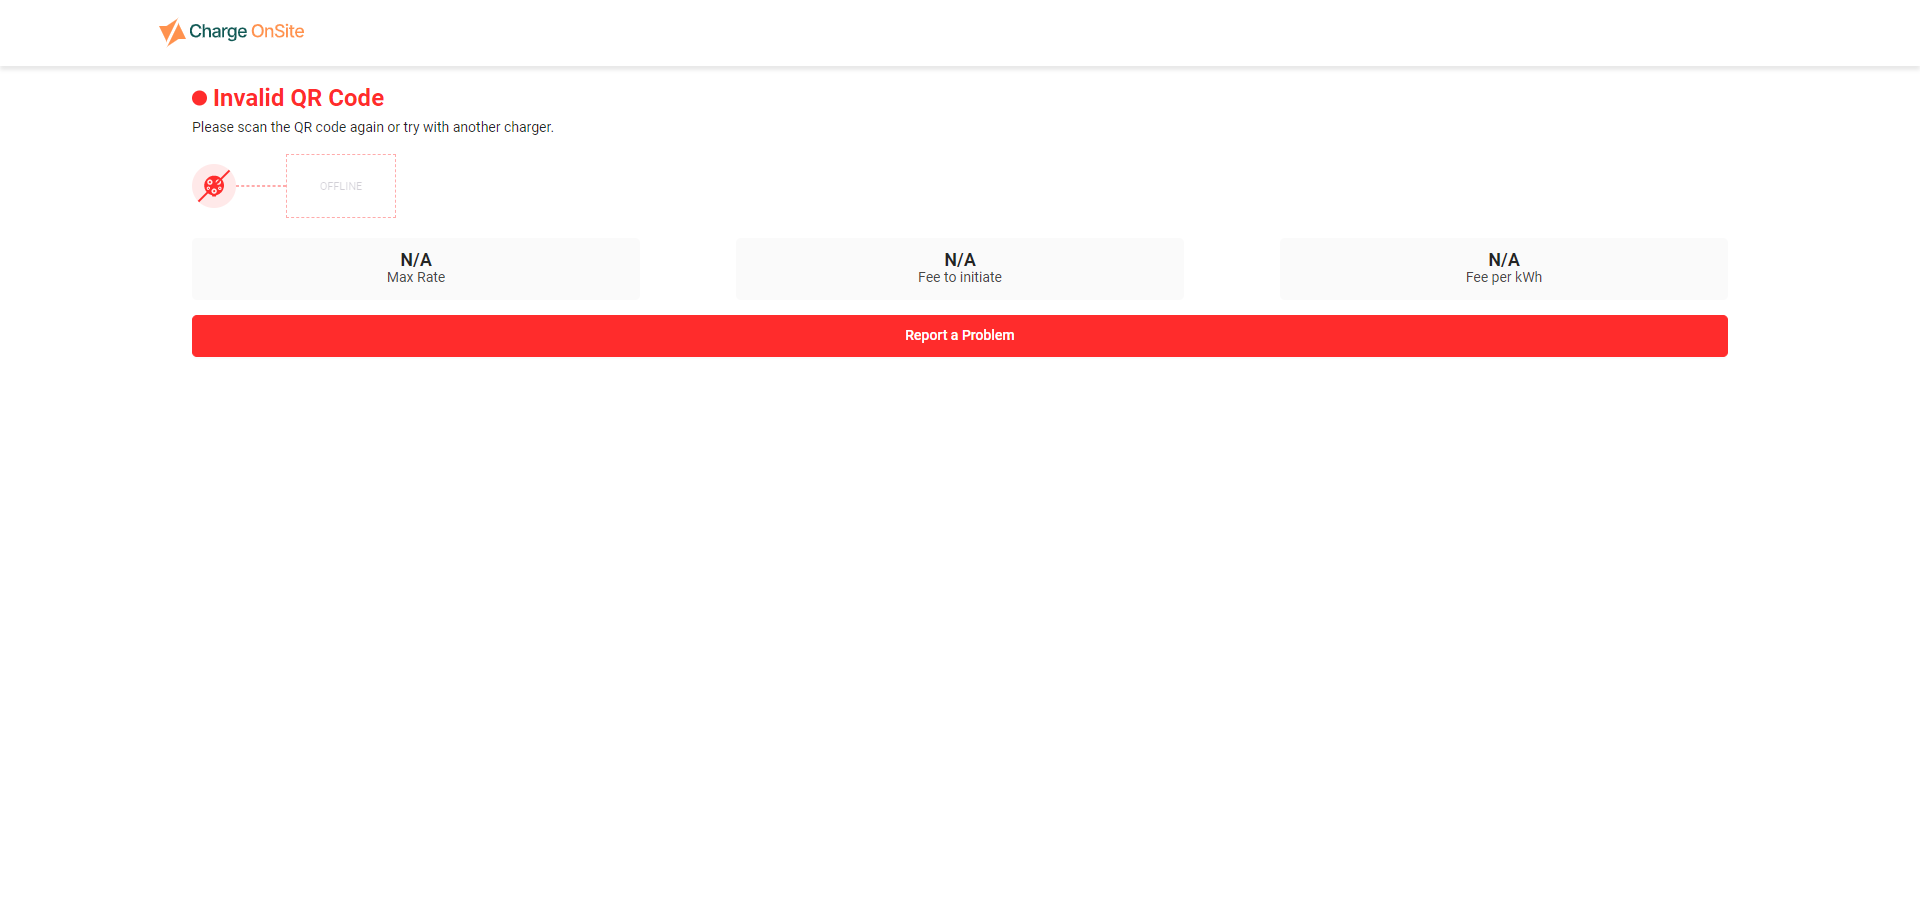 Charge OnSite
Invalid QR Code
Please scan the QR code again or try with another charger.
OFFLINE
N/A
Max Rate
N/A
Fee to initiate
N/A
Fee per kWh
Report a Problem